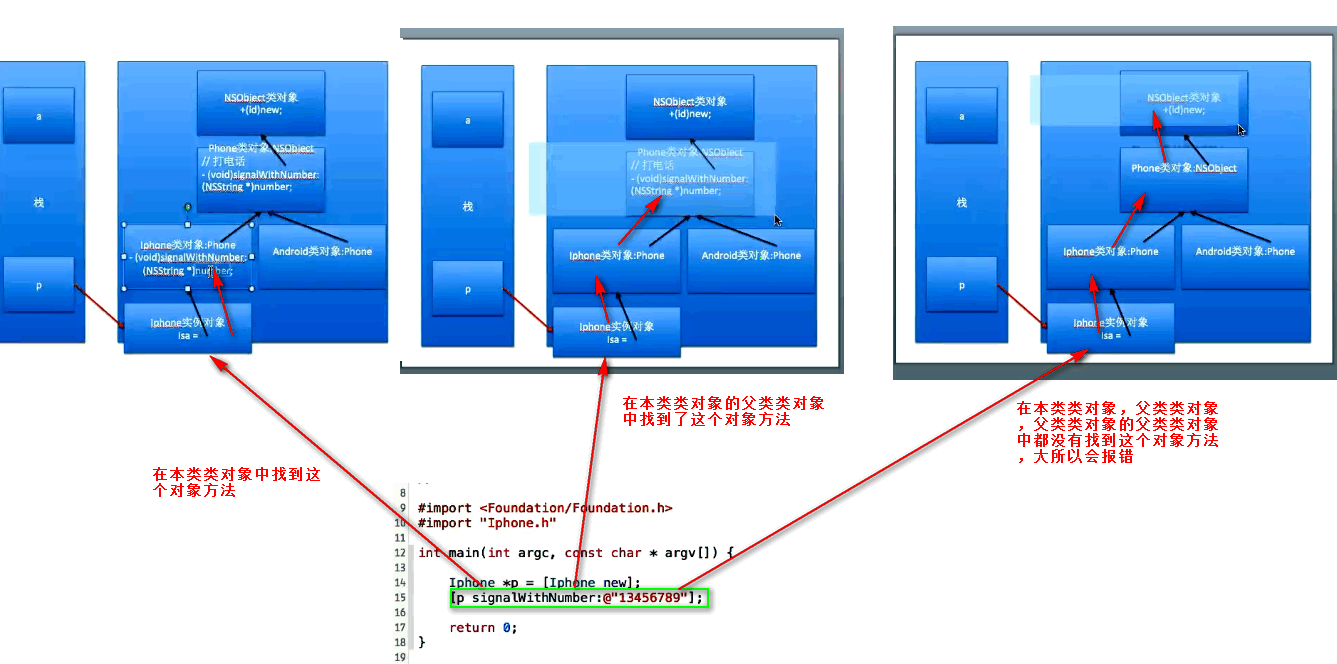 a
栈
p
NSObject类对象
+(id)new;
Phone类对象:NSObject
// 打电话
- (void)signalWithNumber:
(NSString *)number;
Iphone类对象:Phone
- (void)signalWithNumber:
(NSString *)number;
Android类对象:Phone
Iphone实例对象
isa =
a
栈
p
NSObject类对象
+(id)new;
Phone类对象:NSObject
// 打电话
- (void)signalWithNumber:
(NSString *)number;
Iphone类对象:Phone
Android类对象:Phone
Iphone实例对象
isa =
a
栈
p
NSObject类对象
+(id)new;
Phone类对象:NSObject
Iphone类对象:Phone
Android类对象:Phone
Iphone实例对象
isa =
在本类类对象中找到这
个对象方法
在本类类对象的父类类对象
中找到了这个对象方法
在本类类对象，父类类对象
，父类类对象的父类类对象
中都没有找到这个对象方法
，大所以会报错
8
9 #import <Foundation/Foundation.h>
10 #import "Iphone.h"
11
12 int main(int argc, const char * argv[]) {
13
14 Iphone *p = [Iphone new];
15 [p signalWithNumber:@"13456789"];
16
17 return 0;
18 }
19